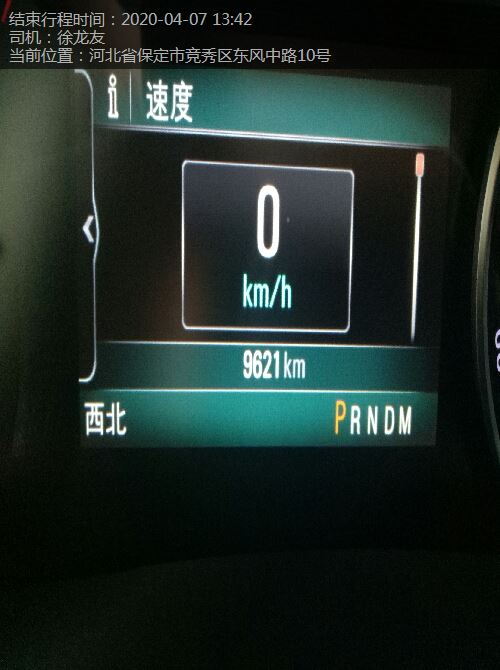 结束行程时间：2020-04-07 13:42
司机：徐龙友
当前位置：河北省保定市竞秀区东风中路10号
i 速度
0
km/h
9621km
西北 PRNDM